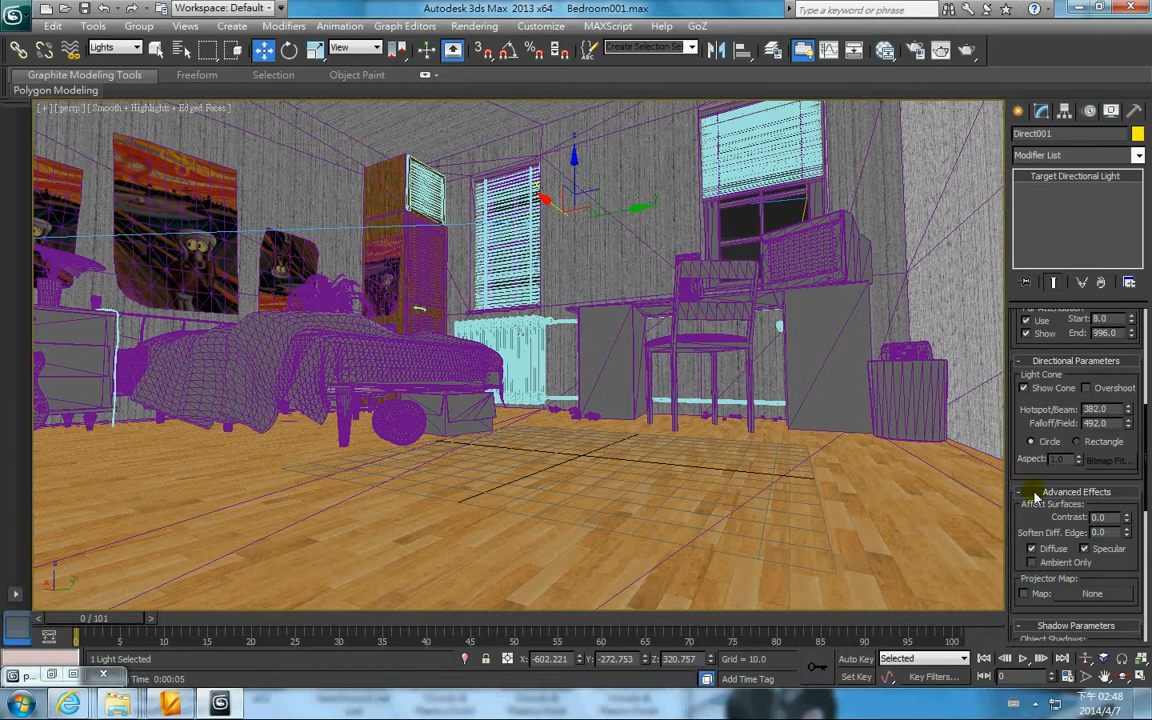 Workspace: Default
Autodesk 3ds Max 2013 x64 Bedroom001.max
Type a keyword or phrase
Edit Tools Group Views Create Modifiers Animation Graph Editors Rendering Customize MAXScript Help GoZ
Lights View Create Selection Se
Graphite Modeling Tools Freeform Selection Object Paint
Polygon Modeling
[ + ] [ persp ] [ Smooth + Highlights + Edged Faces ]
Direct001
Modifier List
Target Directional Light
Use Start: 8.0
Show End: 996.0
Directional Parameters
Light Cone
Show Cone Overshoot
Hotspot/Beam: 382.0
Falloff/Field: 492.0
Circle Rectangle
Aspect: 1.0 Bitmap Fit...
Advanced Effects
Affect Surfaces:
Contrast: 0.0
Soften Diff. Edge: 0.0
Diffuse Specular
Ambient Only
Projector Map:
Map: None
Shadow Parameters
Object Shadows:
0 / 101
0 5 10 15 20 25 30 35 40 45 50 55 60 65 70 75 80 85 90 95 100
1 Light Selected X: -602.221 Y: -272.753 Z: 320.757 Grid = 10.0 Auto Key Selected
p... Time 0:00:05 Add Time Tag Set Key Key Filters... 0
下午 02:48
2014/4/7